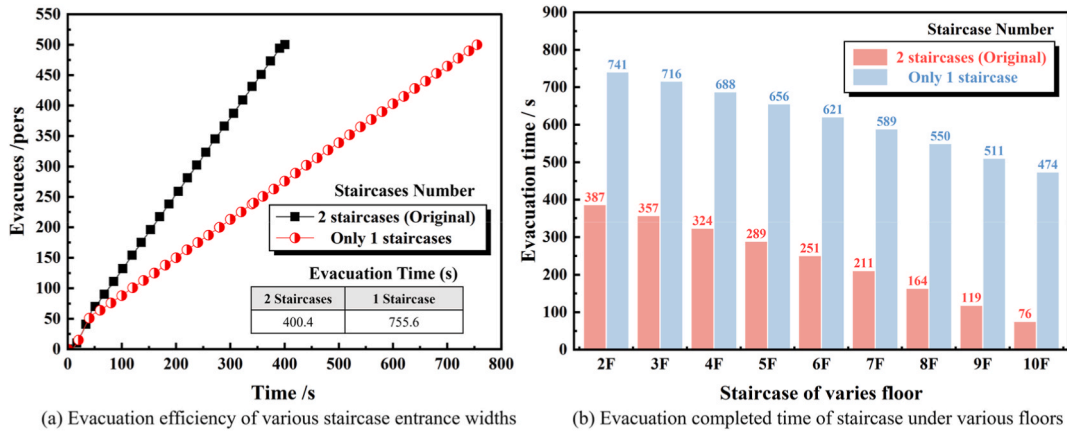 500
450
400
350
300
250
200
150
100
50
0
Evacuees /pers
0 100 200 300 400 500 600 700 800
Time /s
Staircases Number
2 staircases (Original)
Only 1 staircases
Evacuation Time (s)
2 Staircases 1 Staircase
400.4 755.6
(a) Evacuation efficiency of various staircase entrance widths
900
800
700
600
500
400
300
200
100
0
Evacuation time / s
Staircase Number
2 staircases (Original)
Only 1 staircase
741 716 688 656 621 589 550 511 474
387 357 324 289 251 211 164 119 76
2F 3F 4F 5F 6F 7F 8F 9F 10F
Staircase of varies floor
(b) Evacuation completed time of staircase under various floors